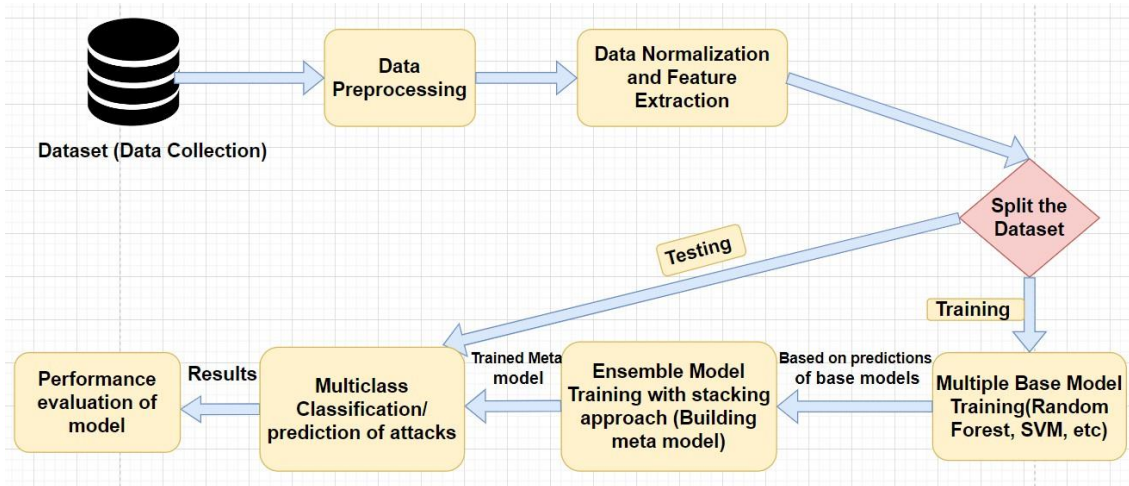 Data
Preprocessing
Data Normalization
and Feature
Extraction
Dataset (Data Collection)
Split the
Dataset
Testing
Training
Performance
evaluation of
model
Results
Multiclass
Classification/
prediction of attacks
Trained Meta
model
Ensemble Model
Training with stacking
approach (Building
meta model)
Based on predictions
of base models
Multiple Base Model
Training(Random
Forest, SVM, etc)